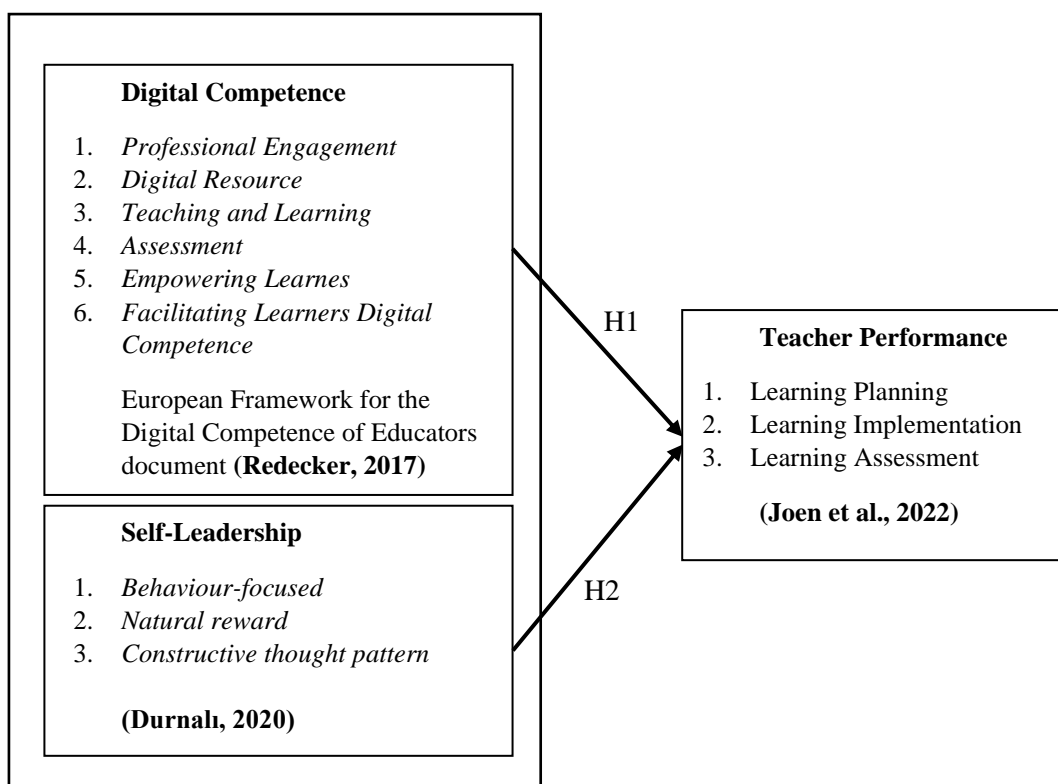 Digital Competence
1. Professional Engagement
2. Digital Resource
3. Teaching and Learning
4. Assessment
5. Empowering Learnes
6. Facilitating Learners Digital
Competence
European Framework for the
Digital Competence of Educators
document (Redecker, 2017)
Self-Leadership
1. Behaviour-focused
2. Natural reward
3. Constructive thought pattern
(Durnalı, 2020)
H1
H2
Teacher Performance
1. Learning Planning
2. Learning Implementation
3. Learning Assessment
(Joen et al., 2022)